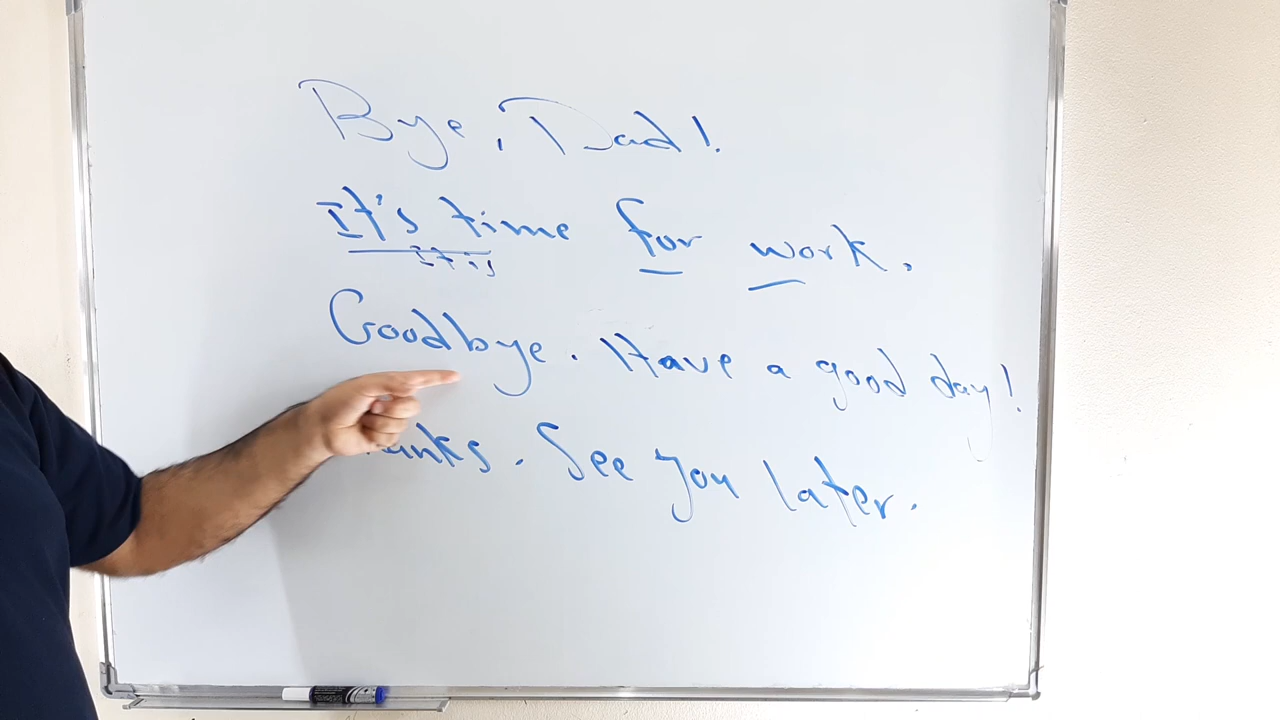 Bye, Dad!
It's time for work.
It is
Goodbye. Have a good day!
See you later.